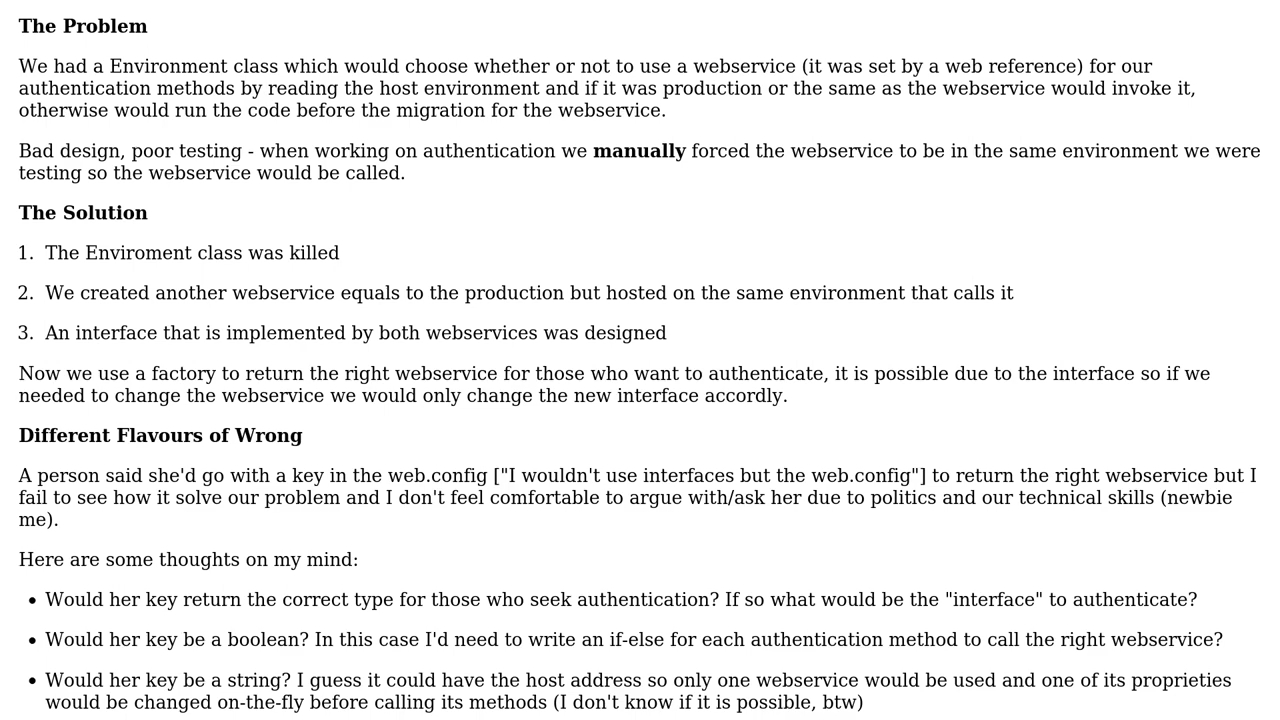 The Problem
We had a Environment class which would choose whether or not to use a webservice (it was set by a web reference) for our
authentication methods by reading the host environment and if it was production or the same as the webservice would invoke it,
otherwise would run the code before the migration for the webservice.
Bad design, poor testing - when working on authentication we manually forced the webservice to be in the same environment we were
testing so the webservice would be called.
The Solution
1. The Enviroment class was killed
2. We created another webservice equals to the production but hosted on the same environment that calls it
3. An interface that is implemented by both webservices was designed
Now we use a factory to return the right webservice for those who want to authenticate, it is possible due to the interface so if we
needed to change the webservice we would only change the new interface accordly.
Different Flavours of Wrong
A person said she'd go with a key in the web.config ["I wouldn't use interfaces but the web.config"] to return the right webservice but I
fail to see how it solve our problem and I don't feel comfortable to argue with/ask her due to politics and our technical skills (newbie
me).
Here are some thoughts on my mind:
• Would her key return the correct type for those who seek authentication? If so what would be the "interface" to authenticate?
• Would her key be a boolean? In this case I'd need to write an if-else for each authentication method to call the right webservice?
• Would her key be a string? I guess it could have the host address so only one webservice would be used and one of its proprieties
would be changed on-the-fly before calling its methods (I don't know if it is possible, btw)